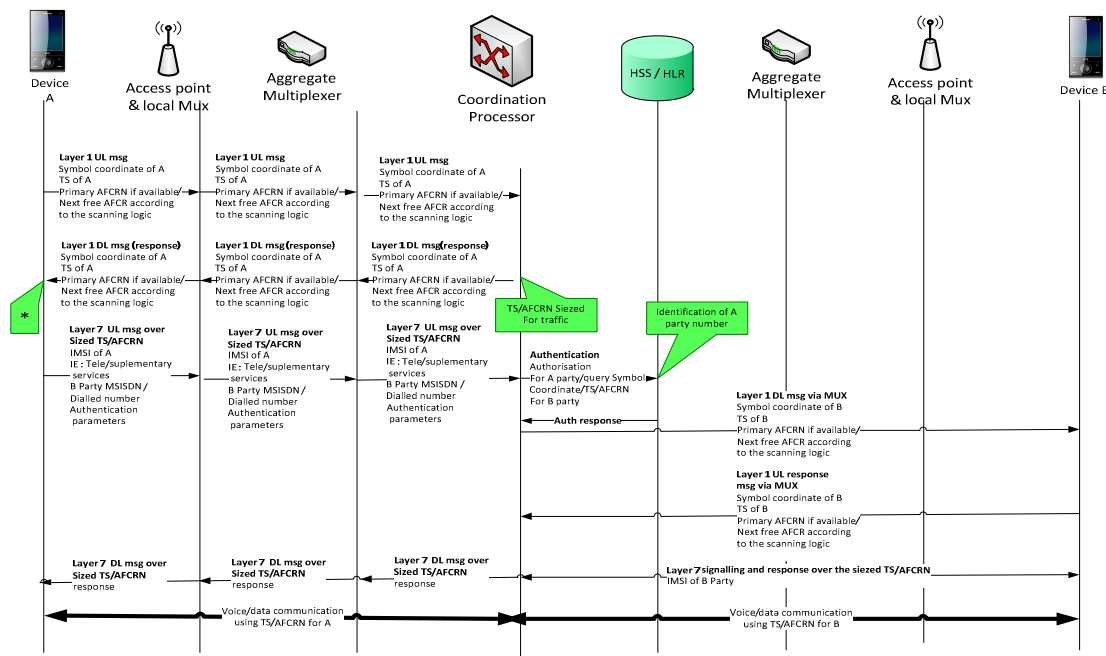 Device
A
Access point
& local Mux
Aggregate
Multiplexer
Coordination
Processor
HSS / HLR
Aggregate
Multiplexer
Access point
& local Mux
Device B
Layer 1 UL msg
Symbol coordinate of A
TS of A
Primary AFCRN if available/
Next free AFCR according
to the scanning logic
Layer 1 UL msg
Symbol coordinate of A
TS of A
Primary AFCRN if available/
Next free AFCR according
to the scanning logic
Layer 1 UL msg
Symbol coordinate of A
TS of A
Primary AFCRN if available/
Next free AFCR according
to the scanning logic
Layer 1 DL msg (response)
Symbol coordinate of A
TS of A
Primary AFCRN if available/
Next free AFCR according
to the scanning logic
Layer 1 DL msg (response)
Symbol coordinate of A
TS of A
Primary AFCRN if available/
Next free AFCR according
to the scanning logic
Layer 1 DL msg(response)
Symbol coordinate of A
TS of A
Primary AFCRN if available/
Next free AFCR according
to the scanning logic
*
TS/AFCRN Siezed
For traffic
Identification of A
party number
Layer 7 UL msg over
Sized TS/AFCRN
IMSI of A
IE : Tele/suplementary
services
B Party MSISDN /
Dialled number
Authentication
parameters
Layer 7 UL msg over
Sized TS/AFCRN
IMSI of A
IE : Tele/suplementary
services
B Party MSISDN /
Dialled number
Authentication
parameters
Layer 7 UL msg over
Sized TS/AFCRN
IMSI of A
IE : Tele/suplementary
services
B Party MSISDN /
Dialled number
Authentication
parameters
Authentication
Authorisation
For A party/query Symbol
Coordinate/TS/AFCRN
For B party
Auth response
Layer 1 DL msg via MUX
Symbol coordinate of B
TS of B
Primary AFCRN if available/
Next free AFCR according
to the scanning logic
Layer 1 UL response
msg via MUX
Symbol coordinate of B
TS of B
Primary AFCRN if available/
Next free AFCR according
to the scanning logic
Layer 7 DL msg over
Sized TS/AFCRN
response
Layer 7 DL msg over
Sized TS/AFCRN
response
Layer 7 DL msg over
Sized TS/AFCRN
response
Layer 7 signalling and response over the siezed TS/AFCRN
IMSI of B Party
Voice/data communication
using TS/AFCRN for A
Voice/data communication
using TS/AFCRN for B